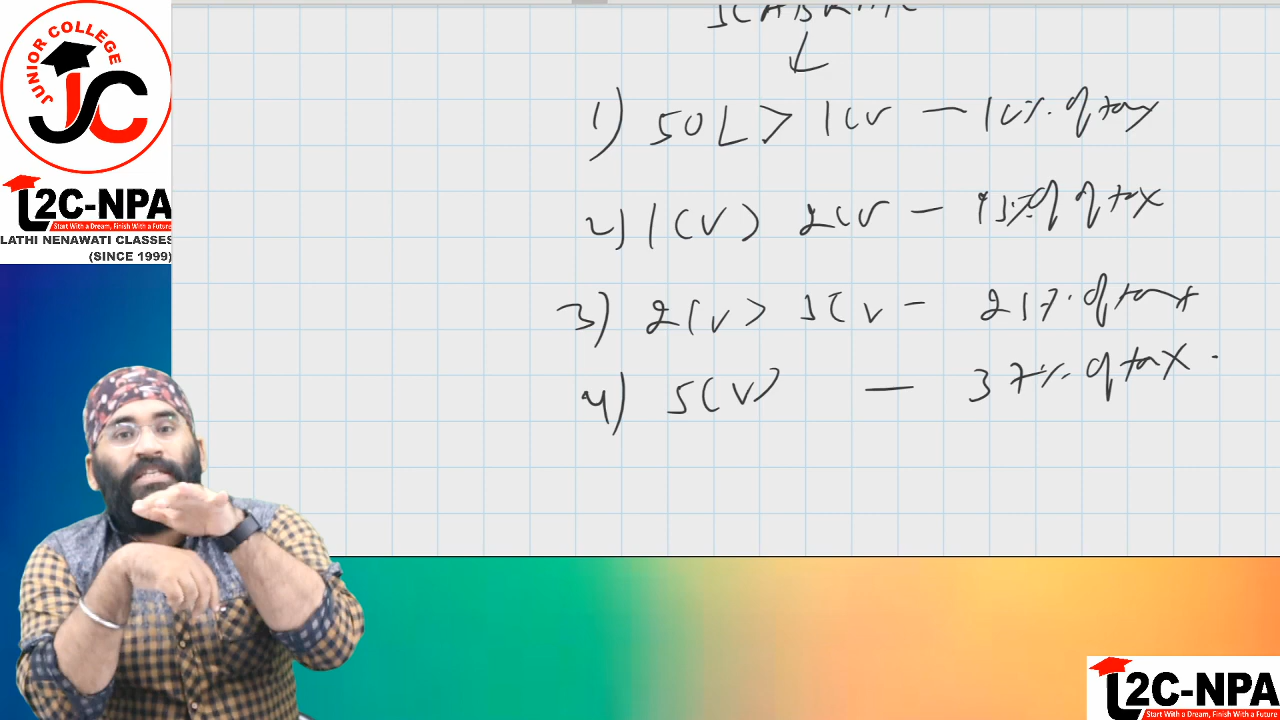 JUNIOR COLLEGE
JC
L2C-NPA
Start With a Dream, Finish With a Future
LATHI NENAWATI CLASSES
(SINCE 1999)
1) 50L > 1CR — 10% of tax
2) 1CR > 2CR — 15% of tax
3) 2CR > 5CR — 25% of tax
4) 5CR > — 37% of tax
L2C-NPA
Start With a Dream, Finish With a Future